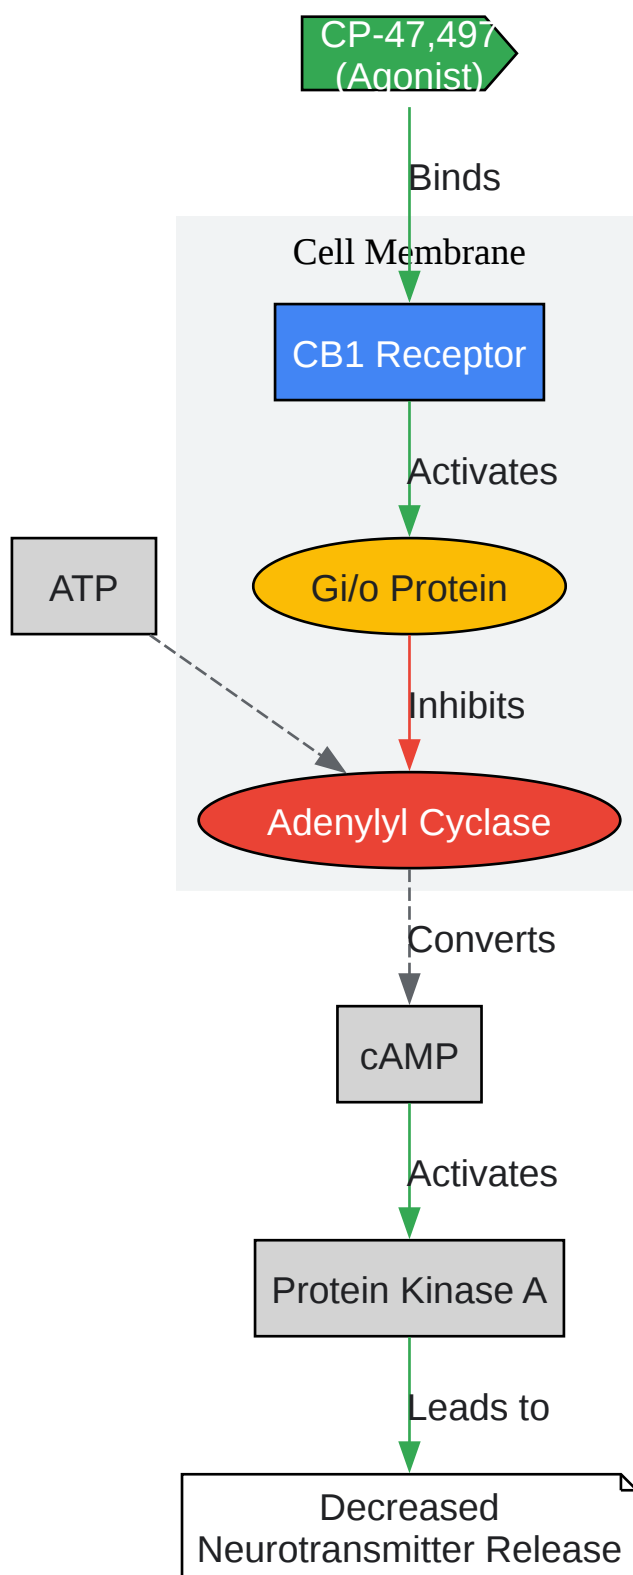 CP-47,497
(Agonist)
Binds
Cell Membrane
CB1 Receptor
Activates
ATP
Gi/o Protein
Inhibits
Adenylyl Cyclase
Converts
cAMP
Activates
Protein Kinase A
Leads to
Decreased
Neurotransmitter Release